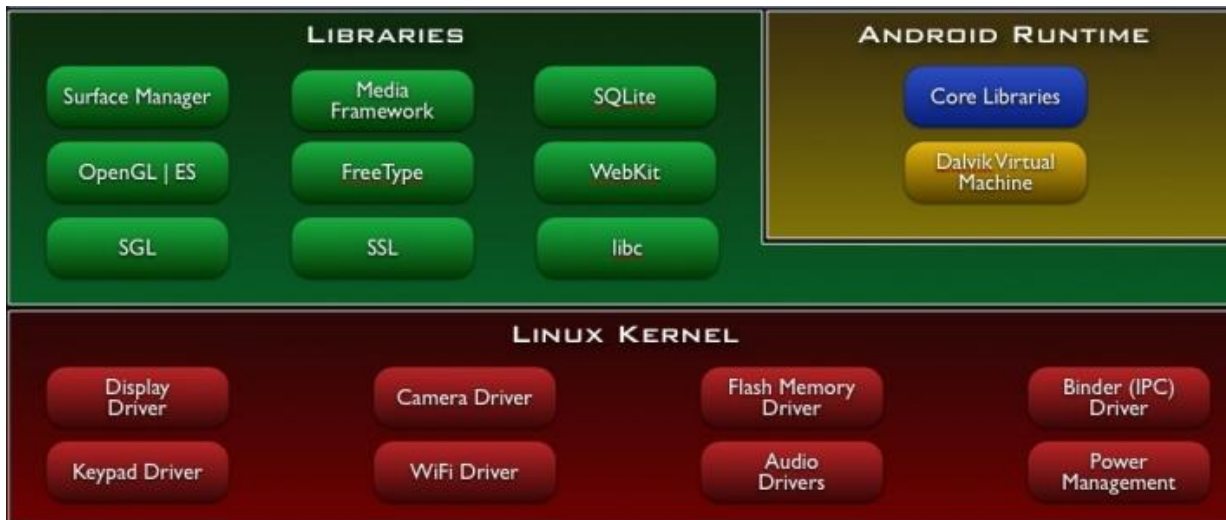 LIBRARIES
Surface Manager
Media
Framework
SQLite
OpenGL | ES
FreeType
WebKit
SGL
SSL
libc
ANDROID RUNTIME
Core Libraries
Dalvik Virtual
Machine
LINUX KERNEL
Display
Driver
Camera Driver
Flash Memory
Driver
Binder (IPC)
Driver
Keypad Driver
WiFi Driver
Audio
Drivers
Power
Management